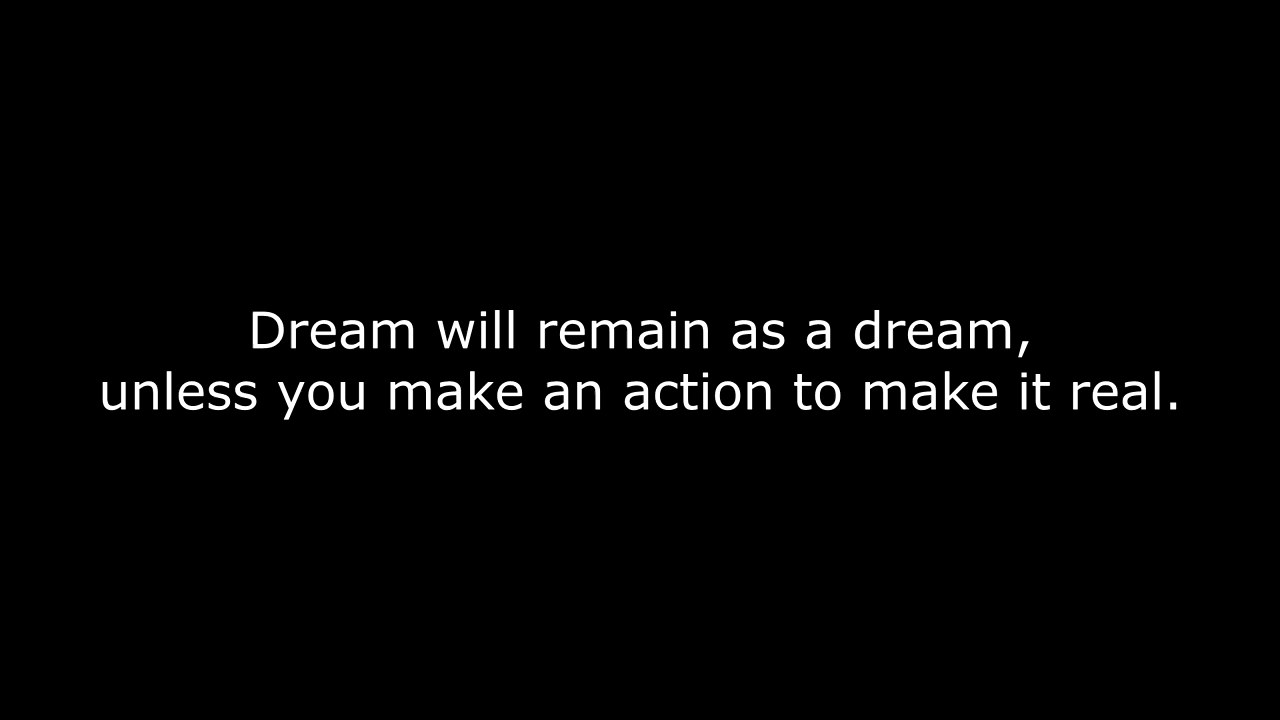 Dream will remain as a dream,
unless you make an action to make it real.